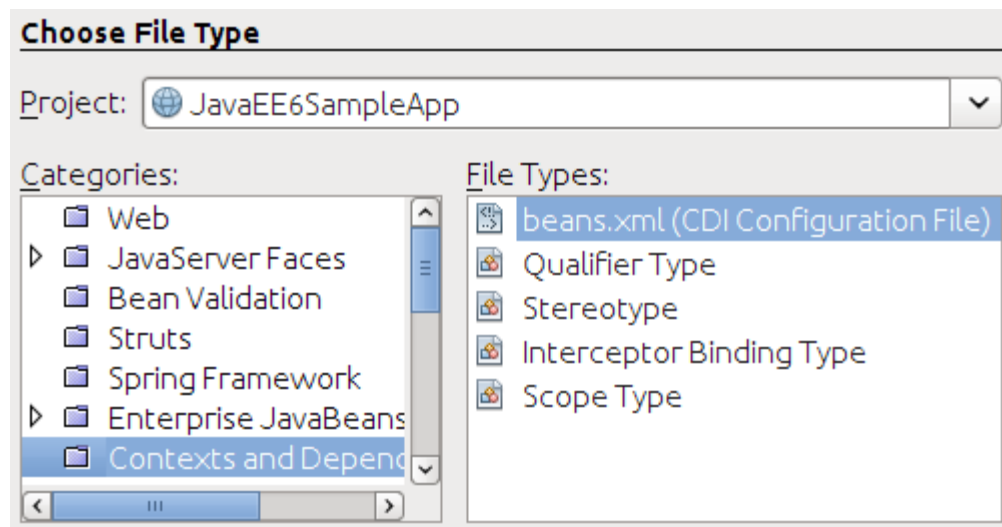 Choose File Type
Project: JavaEE6SampleApp
Categories:
Web
JavaServer Faces
Bean Validation
Struts
Spring Framework
Enterprise JavaBeans
Contexts and Depend
File Types:
beans.xml (CDI Configuration File)
Qualifier Type
Stereotype
Interceptor Binding Type
Scope Type